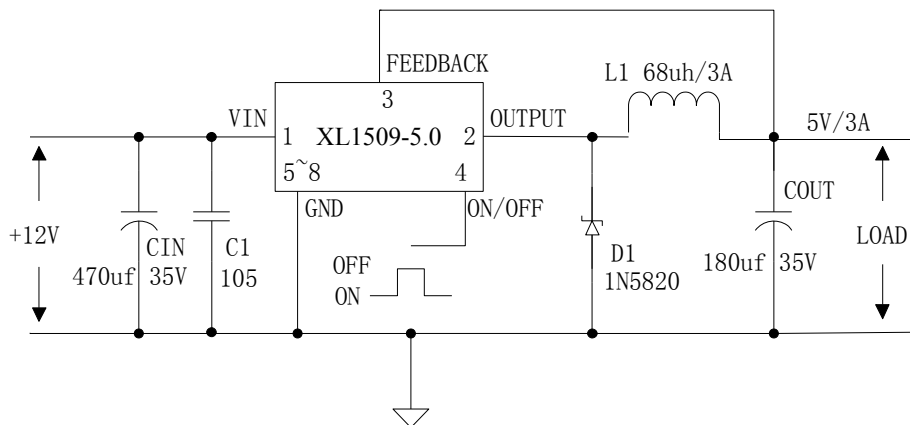 FEEDBACK
L1 68uh/3A
3
VIN
OUTPUT
5V/3A
1 XL1509-5.0 2
5~8
4
GND
ON/OFF
COUT
+12V
CIN
C1
OFF
D1
LOAD
470uf 35V
105
ON
1N5820
180uf 35V